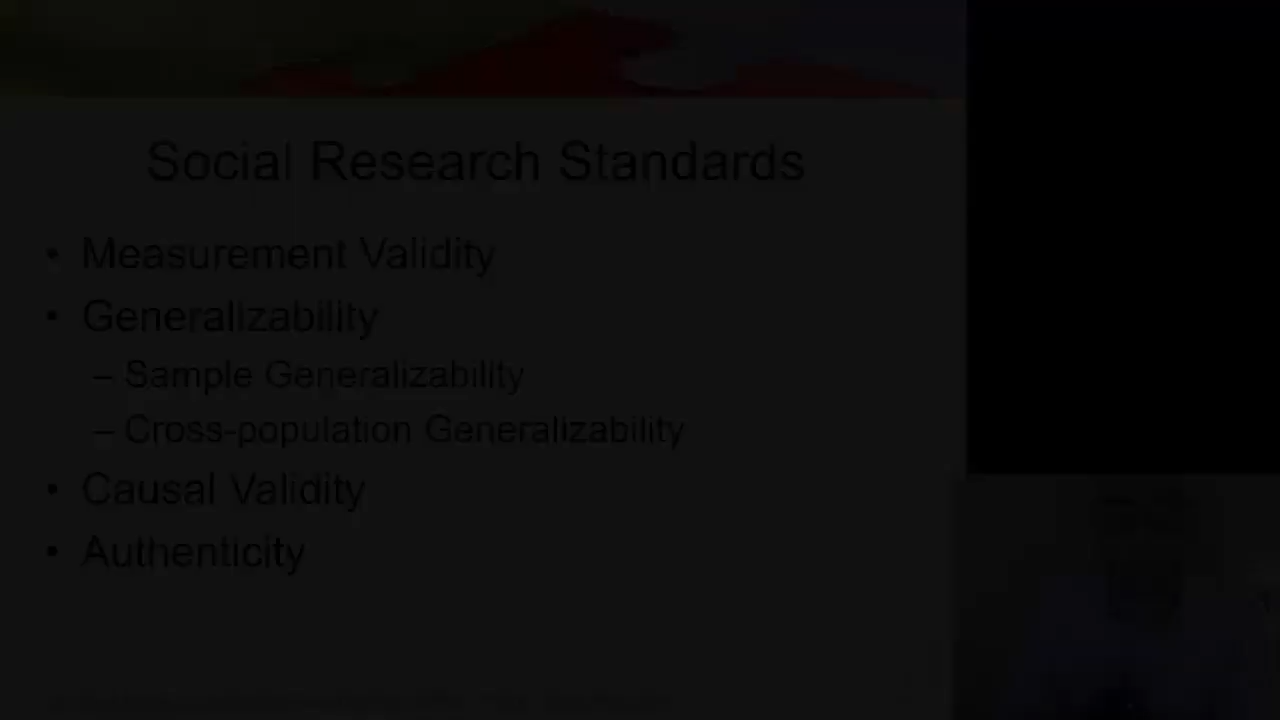 Social Research Standards
• Measurement Validity
• Generalizability
– Sample Generalizability
– Cross-population Generalizability
• Causal Validity
• Authenticity